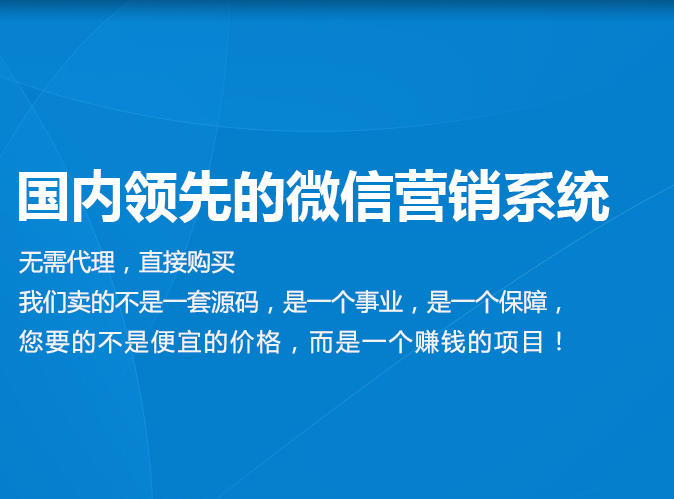 国内领先的微信营销系统
无需代理，直接购买
我们卖的不是一套源码，是一个事业，是一个保障，
您要的不是便宜的价格，而是一个赚钱的项目！